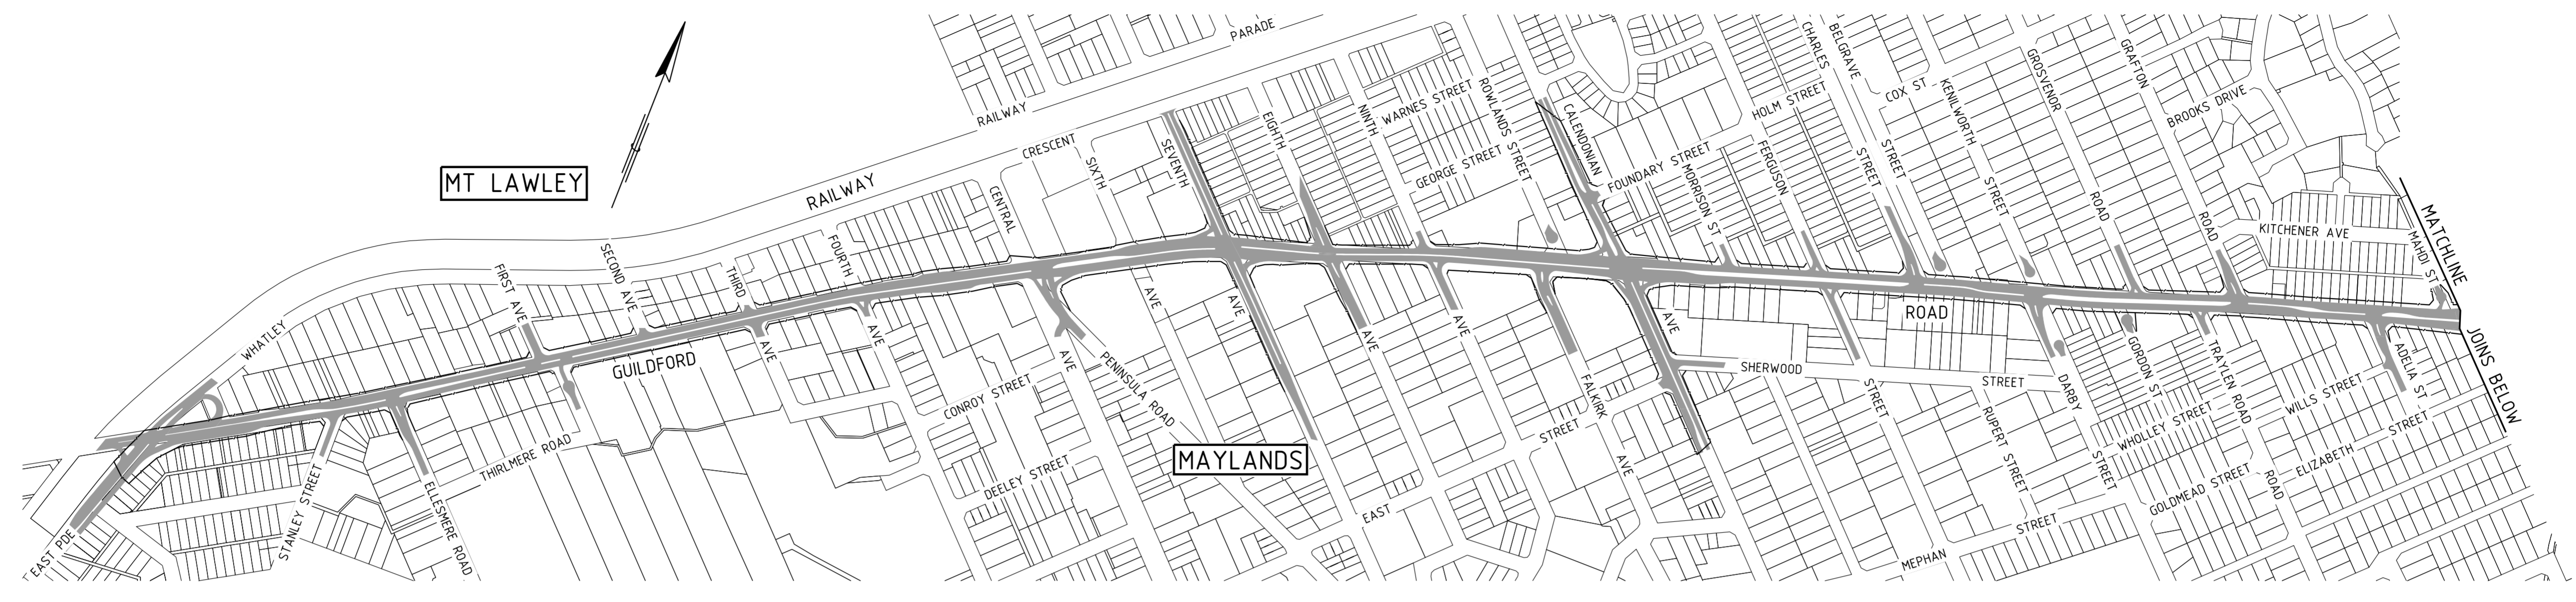 PARADE
RAILWAY
MT LAWLEY
RAILWAY
CRESCENT
WHATLEY
FIRST AVE
SECOND AVE
THIRD
AVE
FOURTH
AVE
CENTRAL
AVE
SIXTH
AVE
SEVENTH
AVE
EIGHTH
AVE
NINTH
AVE
WARNES STREET
GEORGE STREET
ROWLANDS STREET
CALENDONIAN
AVE
FOUNDARY STREET
MORRISON ST
HOLM STREET
FERGUSON
STREET
CHARLES
STREET
BELGRAVE
STREET
COX ST
KENILWORTH
STREET
GROSVENOR
ROAD
GRAFTON
ROAD
BROOKS DRIVE
KITCHENER AVE
MAHDI ST
MATCHLINE
JOINS BELOW
GUILDFORD
ROAD
EAST PDE
STANLEY STREET
ELLESMERE ROAD
THIRLMERE ROAD
CONROY STREET
DEELEY STREET
PENINSULA ROAD
MAYLANDS
EAST
STREET
FALKIRK
AVE
SHERWOOD
STREET
RUPERT STREET
DARBY
STREET
GORDON ST
TRAYLEN ROAD
ROAD
ADELIA ST
WILLS STREET
WHOLLEY STREET
ELIZABETH STREET
GOLDMEAD STREET
MEPHAN
STREET